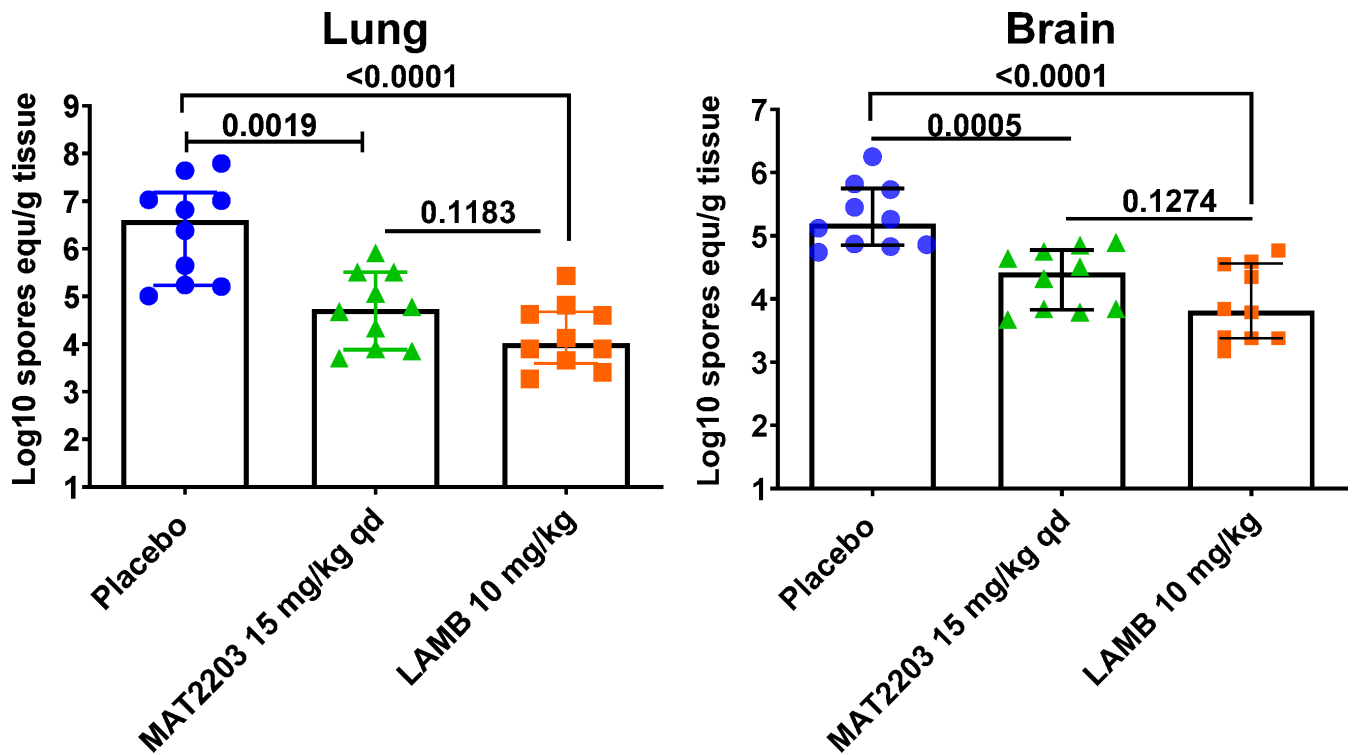 Lung
<0.0001
0.0019
0.1183
Log10 spores equ/g tissue
9
8
7
6
5
4
3
2
1
Placebo
MAT2203 15 mg/kg qd
LAMB 10 mg/kg
Brain
<0.0001
0.0005
0.1274
Log10 spores equ/g tissue
7
6
5
4
3
2
1
Placebo
MAT2203 15 mg/kg qd
LAMB 10 mg/kg